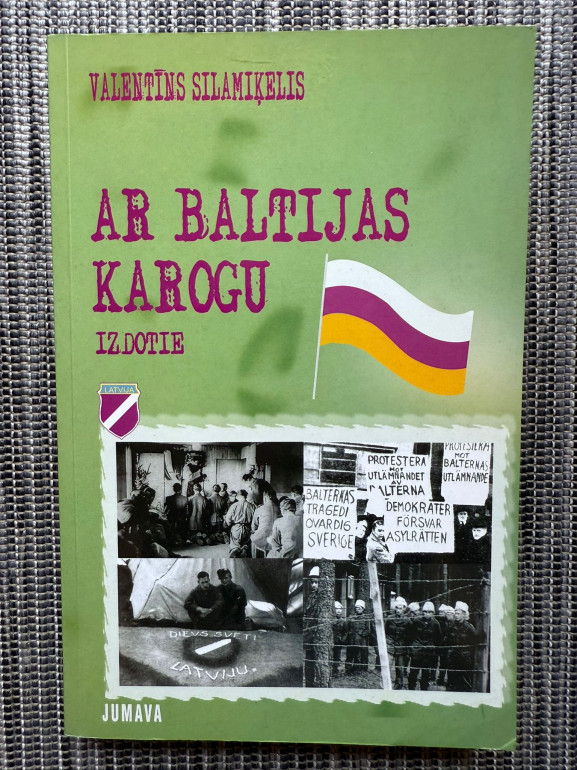 VALENTĪNS SILAMIĶELIS
AR BALTIJAS
KAROGU
IZDOTIE
LATVIJA
PROTESTERA
MOT
UTLÄMNANDET
AV
BALTERNA
PROTESTERA
MOT
BALTERNAS
UTLÄMNANDE
BALTERNAS
TRAGEDI
OVÄRDIG
SVERIGE
DEMOKRATER
FÖRSVAR
ASYLRÄTTEN
DIEVS SVĒTI
LATVIJU.
JUMAVA